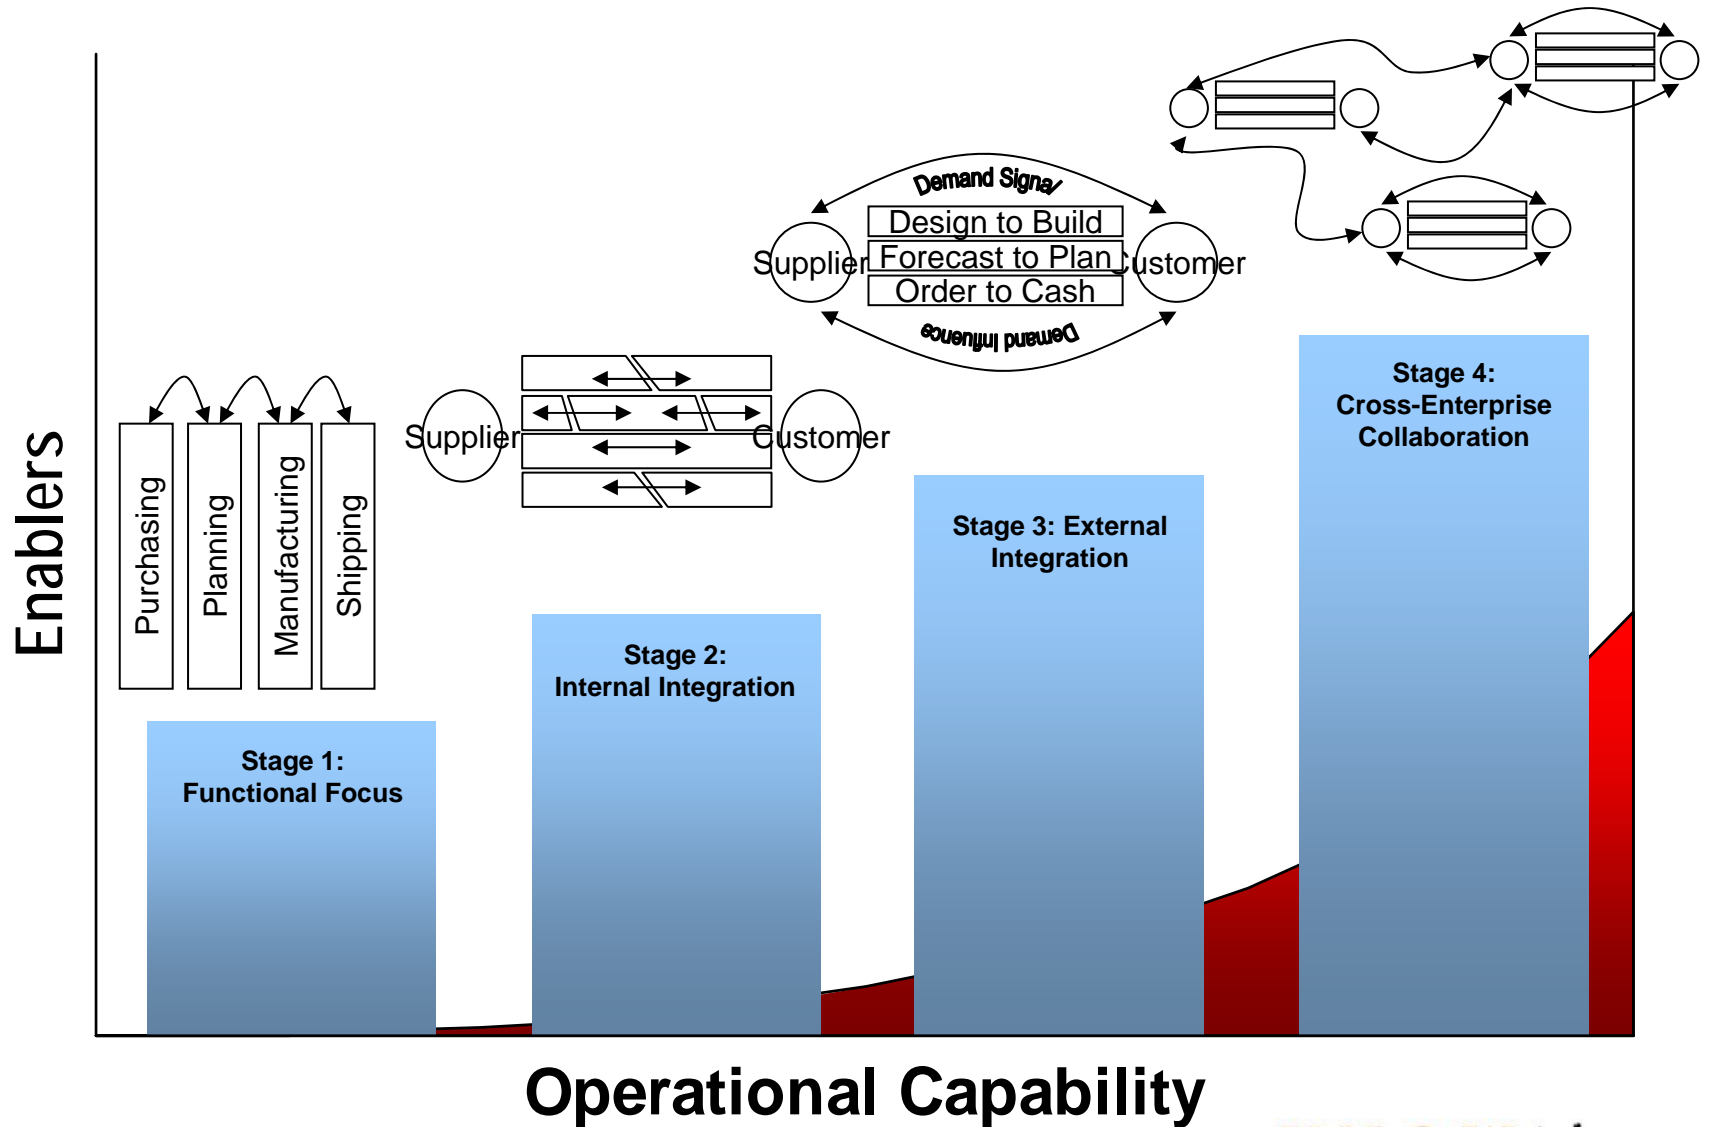 Enablers
Purchasing
Planning
Manufacturing
Shipping
Supplier
Customer
Demand Signal
Design to Build
Forecast to Plan
Order to Cash
Supplier
Customer
Demand Influence
Stage 1:
Functional Focus
Stage 2:
Internal Integration
Stage 3: External
Integration
Stage 4:
Cross-Enterprise
Collaboration
Operational Capability